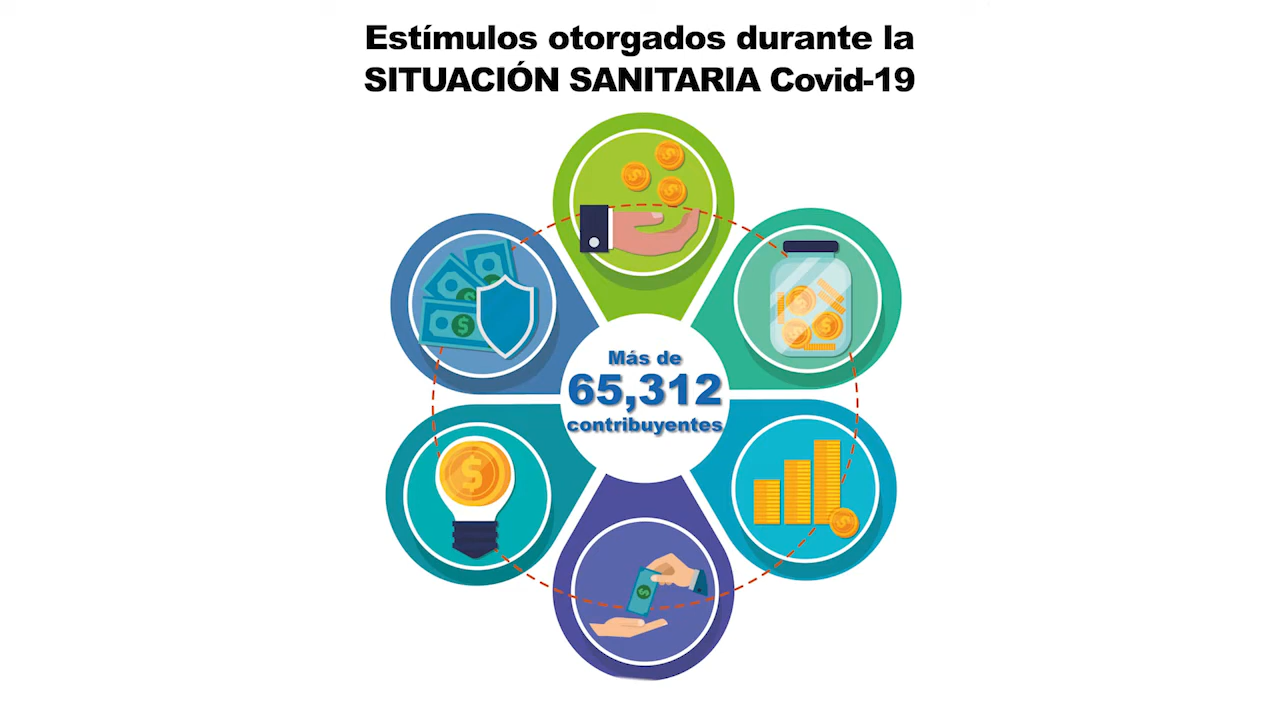 Estímulos otorgados durante la
SITUACIÓN SANITARIA Covid-19
Más de
65,312
contribuyentes